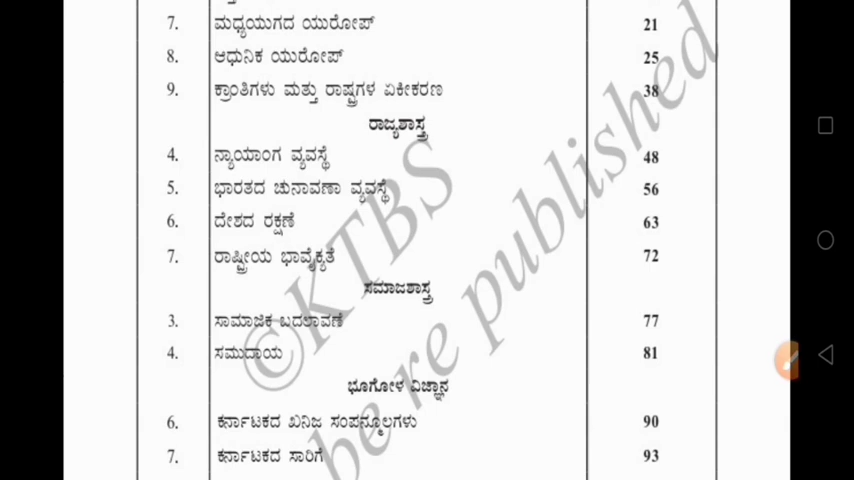 7. ಮಧ್ಯಯುಗದ ಯುರೋಪ್ 21
8. ಆಧುನಿಕ ಯುರೋಪ್ 25
9. ಕ್ರಾಂತಿಗಳು ಮತ್ತು ರಾಷ್ಟ್ರಗಳ ಏಕೀಕರಣ 38
ರಾಜ್ಯಶಾಸ್ತ್ರ
4. ನ್ಯಾಯಾಂಗ ವ್ಯವಸ್ಥೆ 48
5. ಭಾರತದ ಚುನಾವಣಾ ವ್ಯವಸ್ಥೆ 56
6. ದೇಶದ ರಕ್ಷಣೆ 63
7. ರಾಷ್ಟ್ರೀಯ ಭಾವೈಕ್ಯತೆ 72
ಸಮಾಜಶಾಸ್ತ್ರ
3. ಸಾಮಾಜಿಕ ಬದಲಾವಣೆ 77
4. ಸಮುದಾಯ 81
ಭೂಗೋಳ ವಿಜ್ಞಾನ
6. ಕರ್ನಾಟಕದ ಖನಿಜ ಸಂಪನ್ಮೂಲಗಳು 90
7. ಕರ್ನಾಟಕದ ಸಾರಿಗೆ 93
©KTBS
be re published